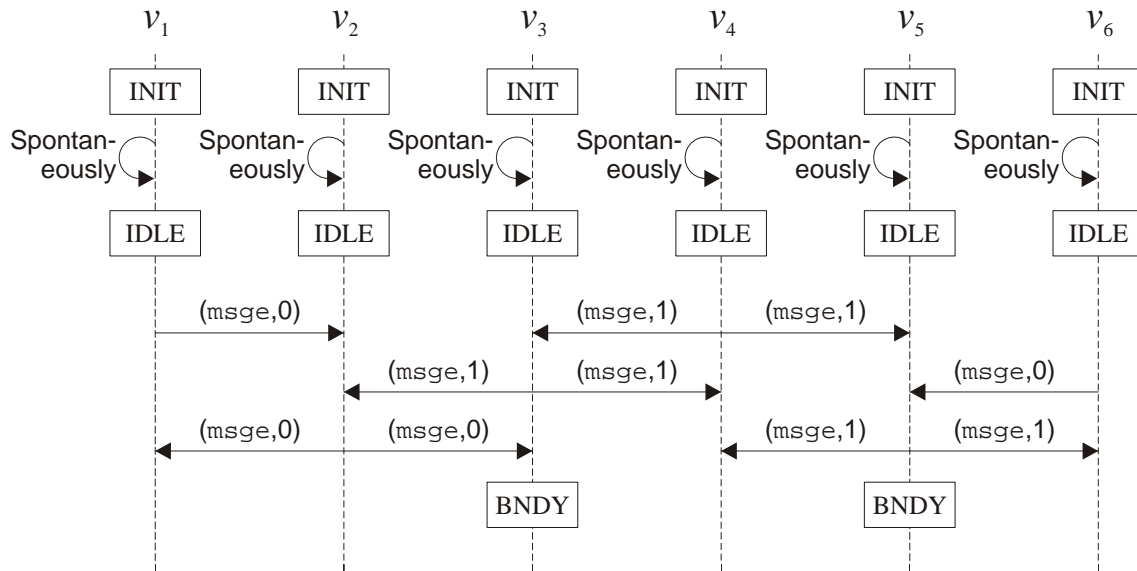 v₁ v₂ v₃ v₄ v₅ v₆
INIT INIT INIT INIT INIT INIT
Spontan- Spontan- Spontan- Spontan- Spontan- Spontan-
eously eously eously eously eously eously
IDLE IDLE IDLE IDLE IDLE IDLE
(msge,0) (msge,1) (msge,1)
(msge,1) (msge,1) (msge,0)
(msge,0) (msge,0) (msge,1) (msge,1)
BNDY BNDY